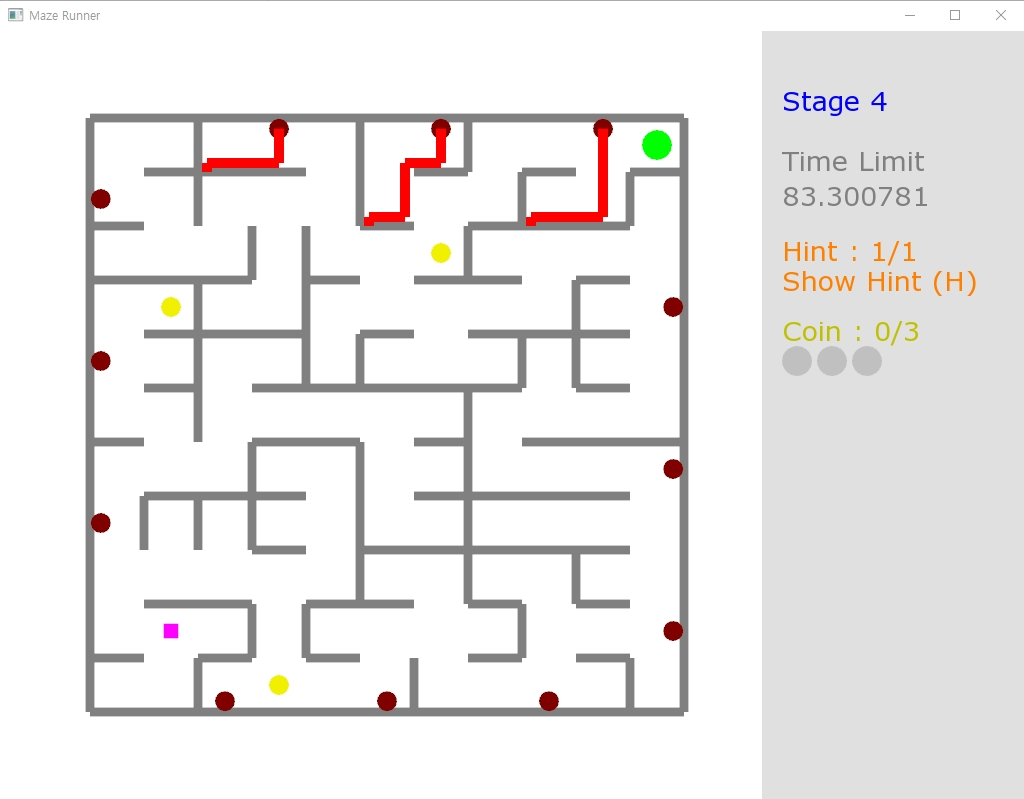 Maze Runner
Stage 4
Time Limit
83.300781
Hint : 1/1
Show Hint (H)
Coin : 0/3